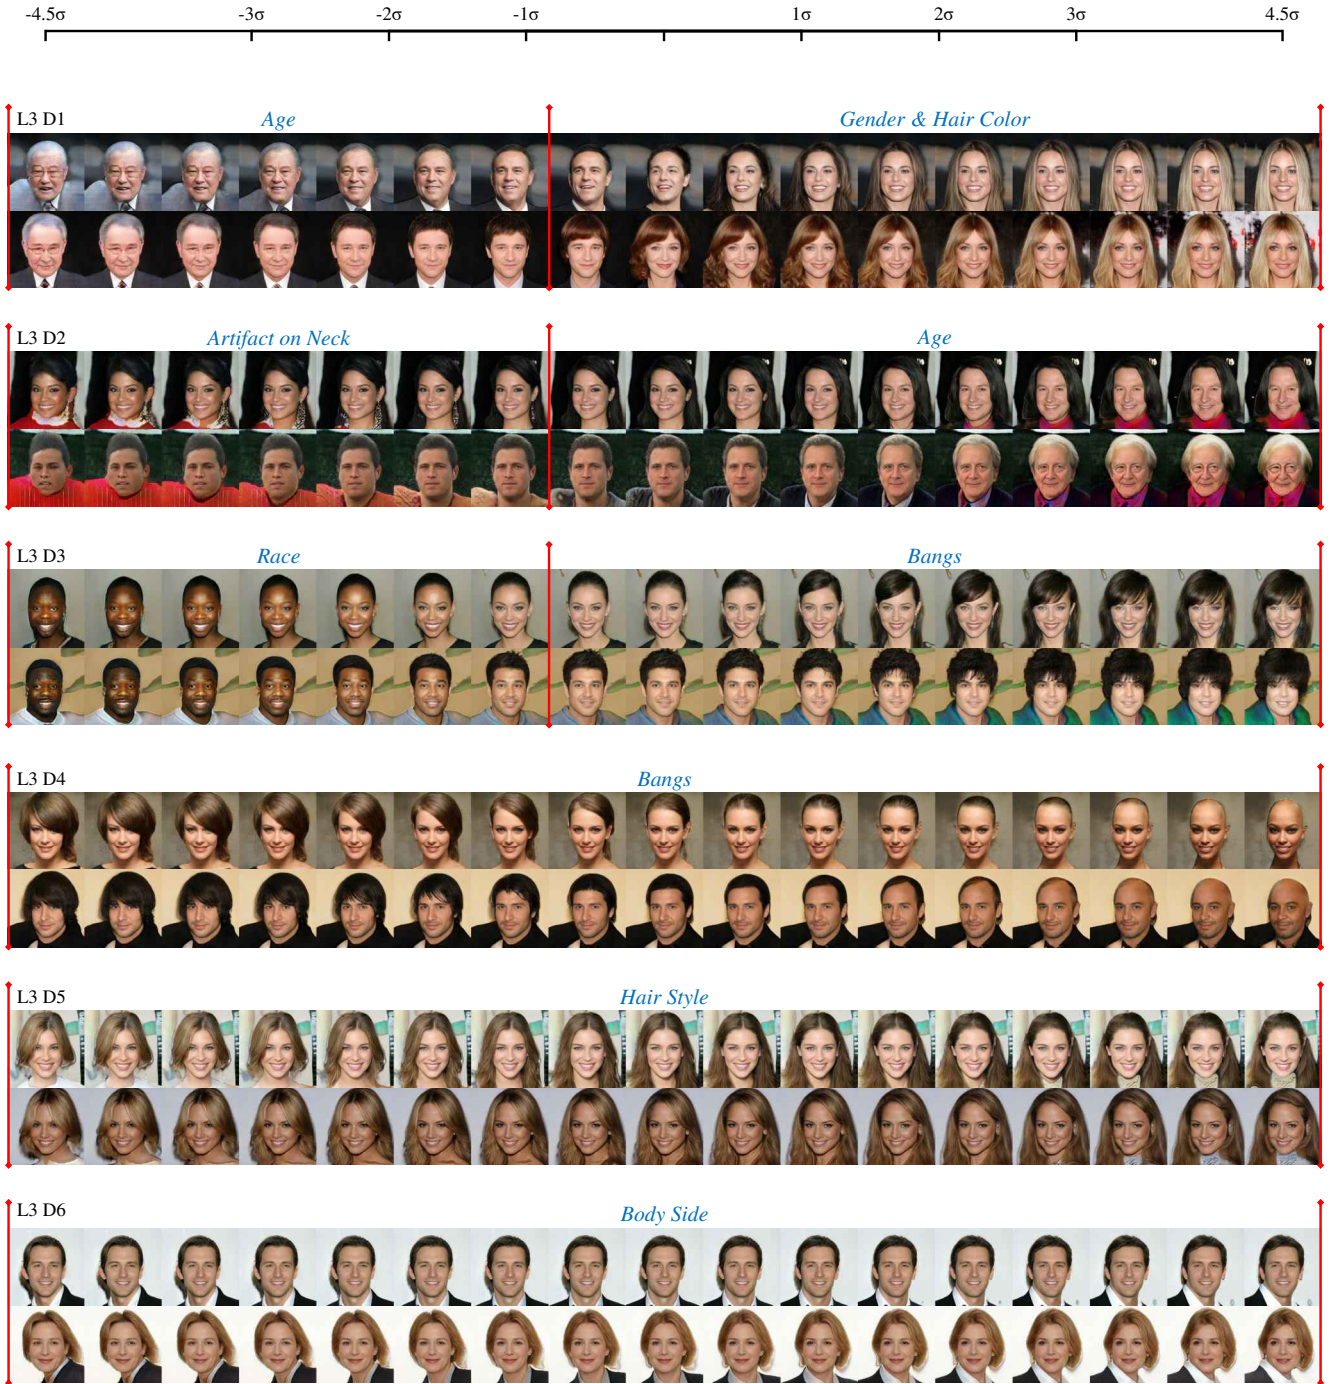 -4.5σ -3σ -2σ -1σ 1σ 2σ 3σ 4.5σ
L3 D1 Age Gender & Hair Color
L3 D2 Artifact on Neck Age
L3 D3 Race Bangs
L3 D4 Bangs
L3 D5 Hair Style
L3 D6 Body Side